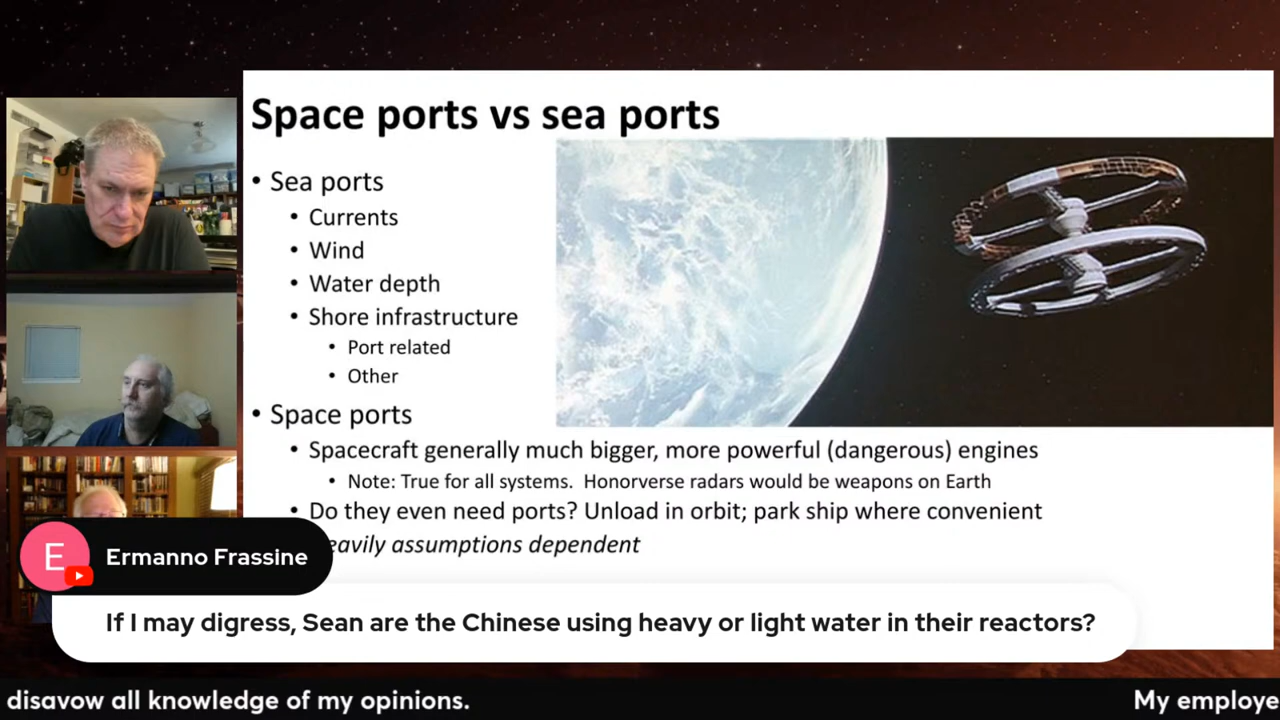 Space ports vs sea ports
• Sea ports
• Currents
• Wind
• Water depth
• Shore infrastructure
• Port related
• Other
• Space ports
• Spacecraft generally much bigger, more powerful (dangerous) engines
• Note: True for all systems. Honorverse radars would be weapons on Earth
• Do they even need ports? Unload in orbit; park ship where convenient
assumptions dependent
E
Ermanno Frassine
If I may digress, Sean are the Chinese using heavy or light water in their reactors?
disavow all knowledge of my opinions. My